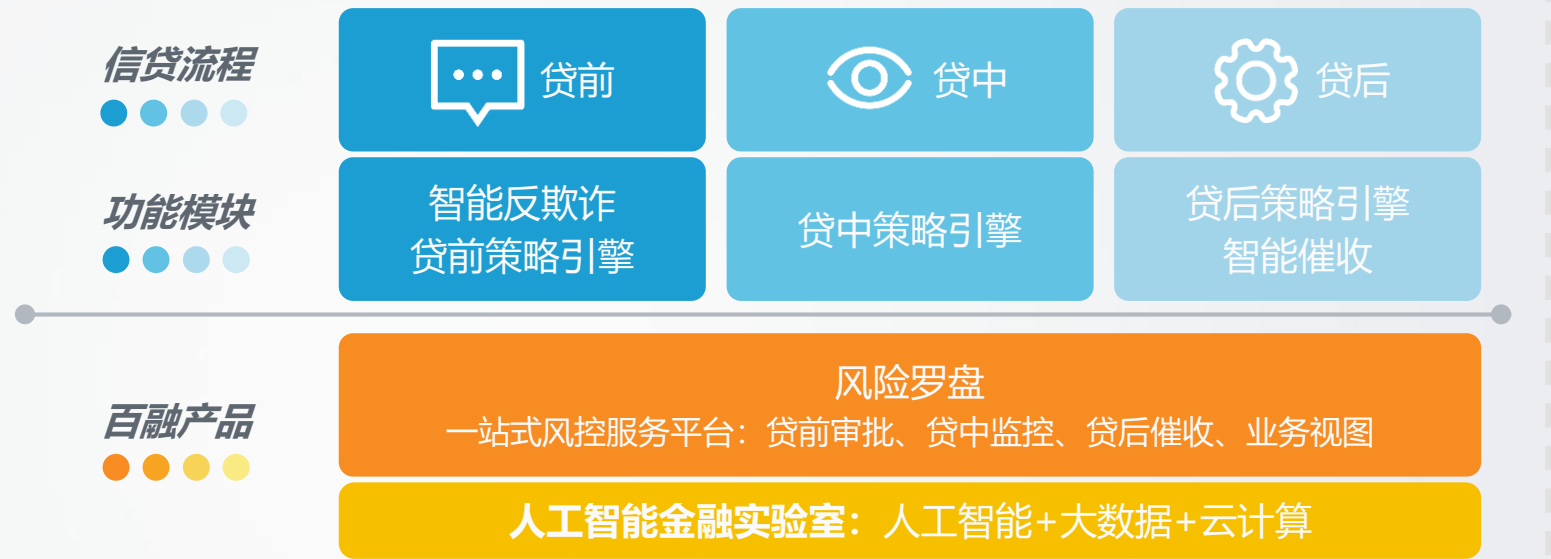 信贷流程
贷前
贷中
贷后
功能模块
智能反欺诈
贷前策略引擎
贷中策略引擎
贷后策略引擎
智能催收
百融产品
风险罗盘
一站式风控服务平台：贷前审批、贷中监控、贷后催收、业务视图
人工智能金融实验室：人工智能+大数据+云计算